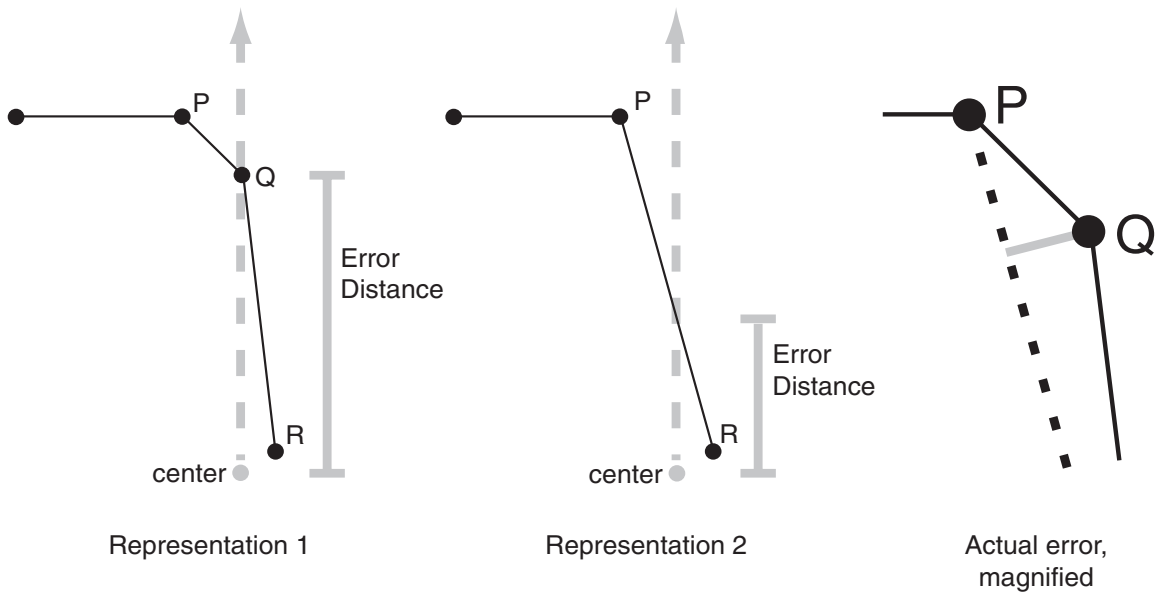 P
Q
Error
Distance
R
center
Representation 1
P
Error
Distance
R
center
Representation 2
P
Q
Actual error,
magnified